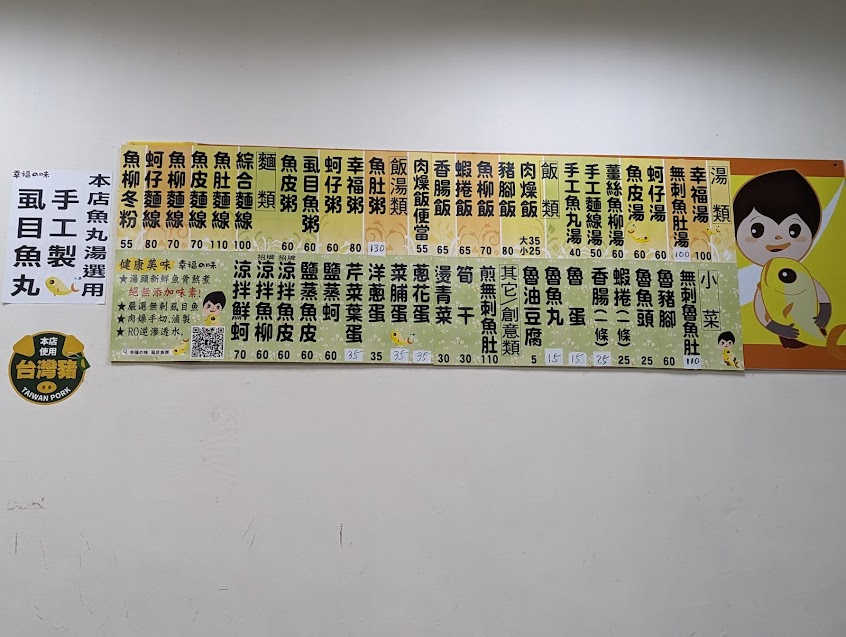 湯類
幸福湯 100
無刺魚肚湯 100
蚵仔湯 60
魚皮湯 60
薑絲魚柳湯 60
手工麵線湯 50
手工魚丸湯 40
飯類
肉燥飯 大35 小25
豬腳飯 80
魚柳飯 70
蝦捲飯 65
香腸飯 65
肉燥飯便當 55
飯湯類
魚肚粥 130
幸福粥 80
蚵仔粥 60
虱目魚粥 60
魚皮粥 60
麵類
綜合麵線 100
魚肚麵線 110
魚皮麵線 70
魚柳麵線 70
蚵仔麵線 80
魚柳冬粉 55
小菜
無刺魯魚肚 110
魯豬腳 60
魯魚頭 25
蝦捲(一條) 25
香腸(一條) 25
魯蛋 15
魯魚丸 15
魯油豆腐 5
其它/創意類
煎無刺魚肚 110
筍干 30
燙青菜 30
蔥花蛋 35
菜脯蛋 35
洋蔥蛋 35
芹菜葉蛋 35
鹽蒸蚵 60
鹽蒸魚皮 60
招牌 涼拌魚皮 60
招牌 涼拌魚柳 60
涼拌鮮蚵 70
健康美味 幸福の味
★湯頭新鮮魚骨熬煮
絕無添加味素!
★嚴選無刺虱目魚
★肉燥手切.滷製
★RO逆滲透水
幸福の味
本店魚丸湯選用
手工製
虱目魚丸
本店
使用
台灣豬
TAIWAN PORK